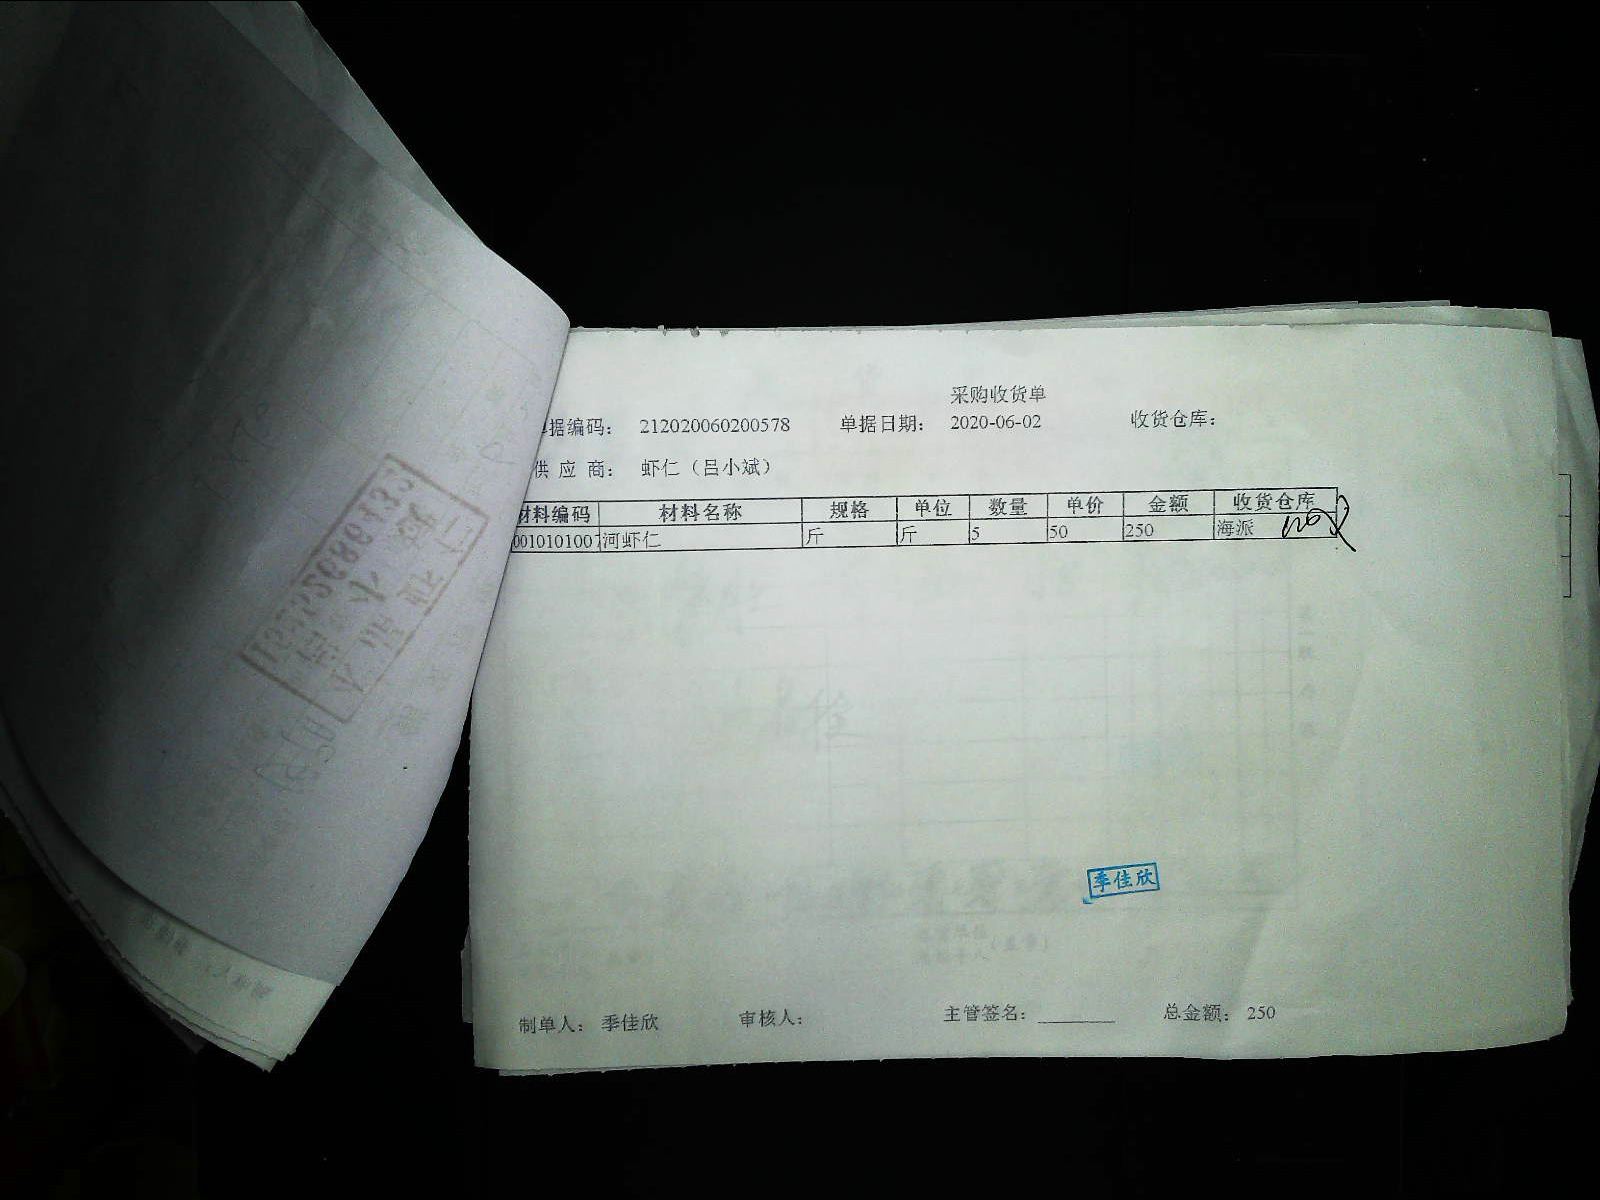 采购收货单
单据编码： 212020060200578 单据日期： 2020-06-02 收货仓库：
供 应 商： 虾仁（吕小斌）
材料编码 材料名称 规格 单位 数量 单价 金额 收货仓库
001010100 河虾仁 斤 斤 5 50 250 海派
季佳欣
制单人： 季佳欣 审核人： 主管签名： 总金额： 250